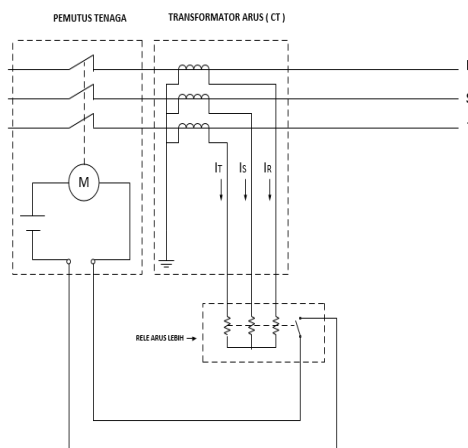 PEMUTUS TENAGA
TRANSFORMATOR ARUS ( CT )
M
IT
IS
IR
RELE ARUS LEBIH